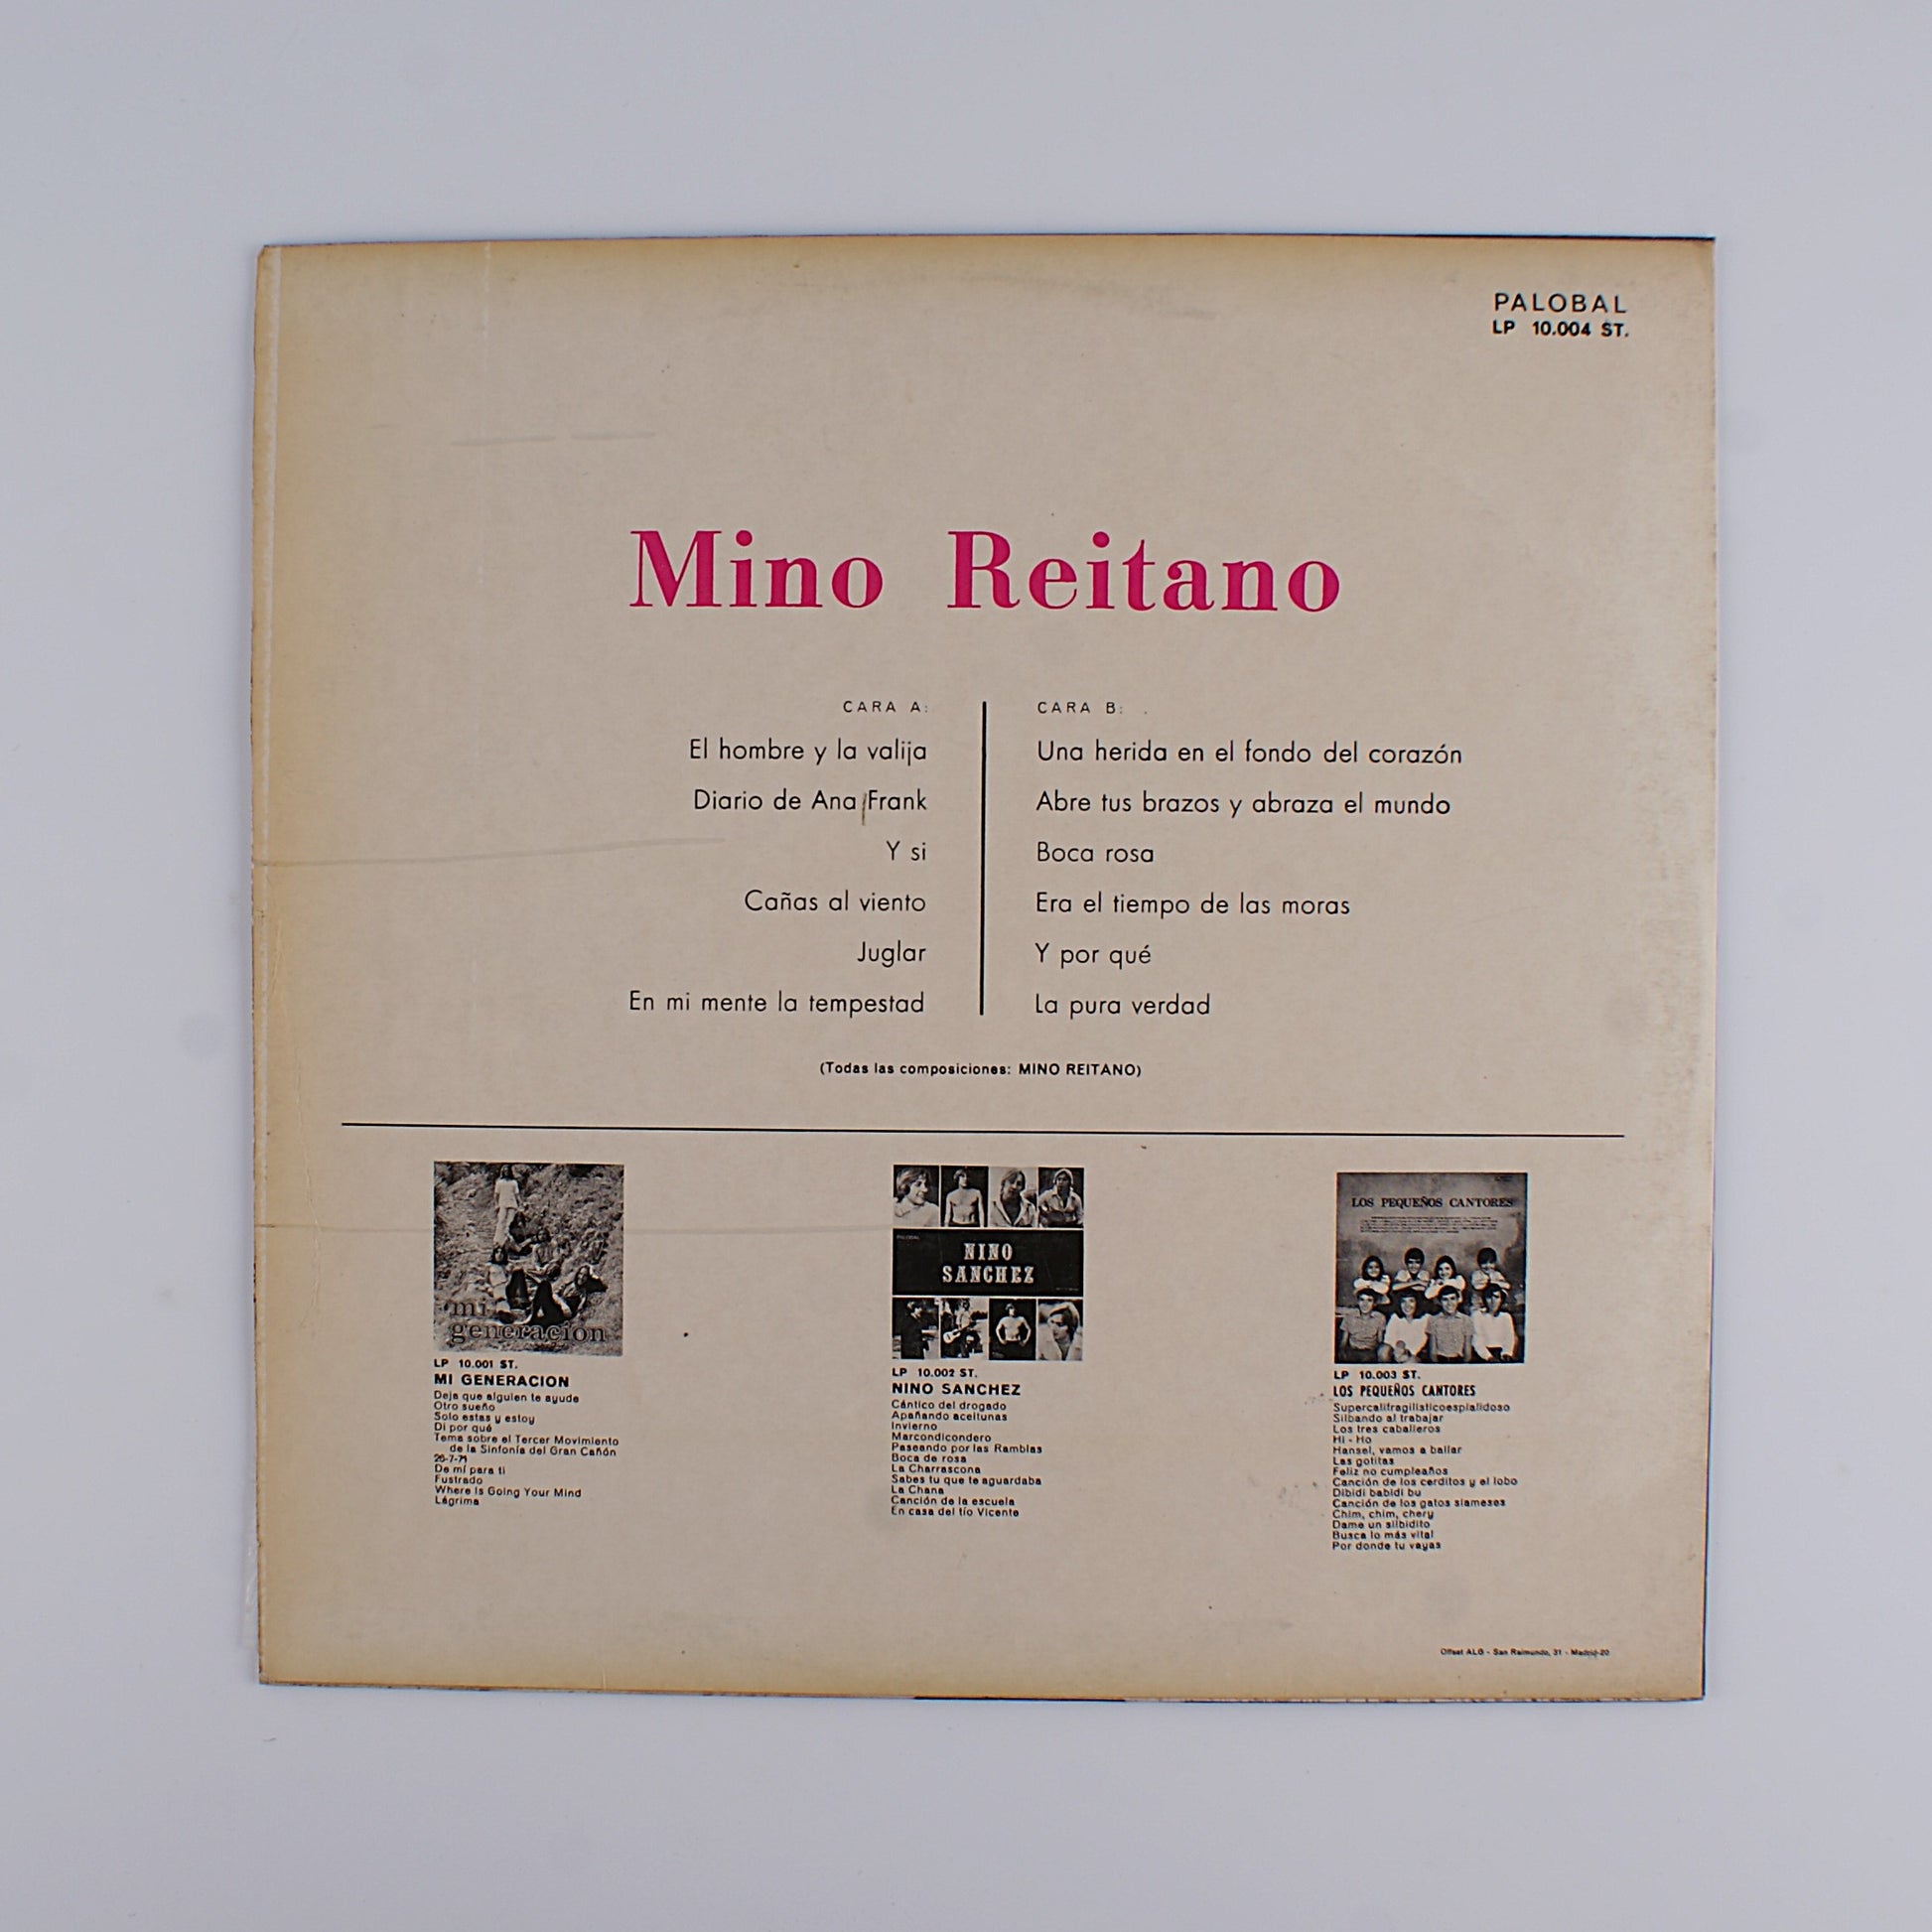 PALOBAL
LP 10.004 ST.
Mino Reitano
CARA A:
El hombre y la valija
Diario de Ana Frank
Y si
Cañas al viento
Juglar
En mi mente la tempestad
CARA B:
Una herida en el fondo del corazón
Abre tus brazos y abraza el mundo
Boca rosa
Era el tiempo de las moras
Y por qué
La pura verdad
(Todas las composiciones: MINO REITANO)
mi
generacion
LP 10.001 ST.
MI GENERACION
Deja que alguien te ayude
Otro sueño
Solo estas y estoy
Di por qué
Tema sobre el Tercer Movimiento
de la Sinfonía del Gran Cañón
26-7-71
De mí para ti
Fustrado
Where Is Going Your Mind
Lágrima
PALOBAL
NINO
SANCHEZ
LP 10.002 ST.
NINO SANCHEZ
Cántico del drogado
Apañando aceitunas
Invierno
Marcondicondero
Paseando por las Ramblas
Boca de rosa
La Charrascona
Sabes tu que te aguardaba
La Chana
Canción de la escuela
En casa del tío Vicente
LOS PEQUEÑOS CANTORES
LP 10.003 ST.
LOS PEQUEÑOS CANTORES
Supercalifragilisticoespialidoso
Silbando al trabajar
Los tres caballeros
Hi - Ho
Hansel, vamos a bailar
Las gotitas
Feliz no cumpleaños
Canción de los cerditos y el lobo
Dibidi babidi bu
Canción de los gatos siameses
Chim, chim, chery
Dame un silbidito
Busca lo más vital
Por donde tu vayas
Offset ALG - San Raimundo, 31 - Madrid-20